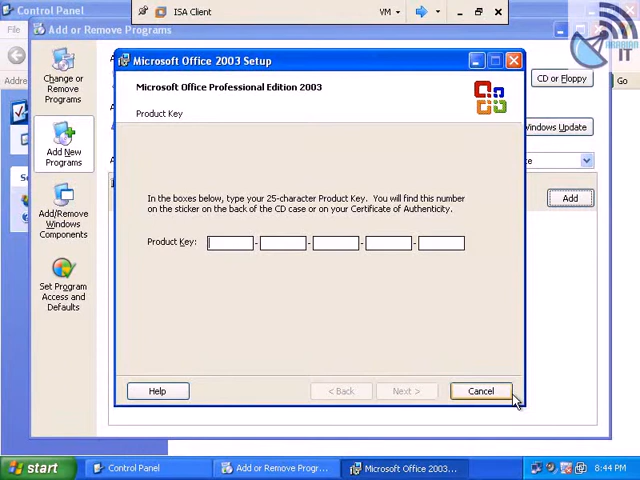 Control Panel
ISA Client
VM
File
Add or Remove Programs
ARABIAN
IT
Address
Go
Change or
Remove
Programs
Add New
Programs
Add/Remove
Windows
Components
Set Program
Access and
Defaults
CD or Floppy
Windows Update
Add
Microsoft Office 2003 Setup
Microsoft Office Professional Edition 2003
Product Key
In the boxes below, type your 25-character Product Key. You will find this number
on the sticker on the back of the CD case or on your Certificate of Authenticity.
Product Key: - - - -
Help
< Back
Next >
Cancel
start
Control Panel
Add or Remove Progr...
Microsoft Office 2003...
8:44 PM